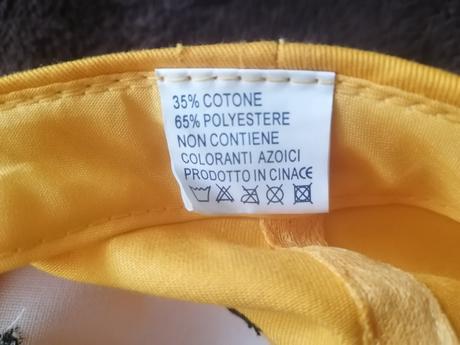 35% COTONE
65% POLYESTERE
NON CONTIENE
COLORANTI AZOICI
PRODOTTO IN CINACE